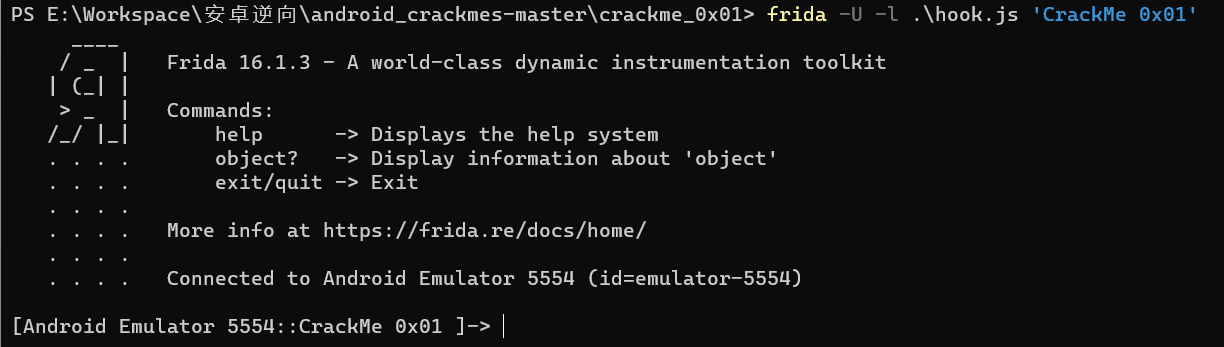 PS E:\Workspace\安卓逆向\android_crackmes-master\crackme_0x01> frida -U -l .\hook.js 'CrackMe 0x01'
     ____
    / _  |   Frida 16.1.3 - A world-class dynamic instrumentation toolkit
   | (_| |
    > _  |   Commands:
   /_/ |_|       help      -> Displays the help system
   . . . .       object?   -> Display information about 'object'
   . . . .       exit/quit -> Exit
   . . . .
   . . . .   More info at https://frida.re/docs/home/
   . . . .
   . . . .   Connected to Android Emulator 5554 (id=emulator-5554)
[Android Emulator 5554::CrackMe 0x01 ]->